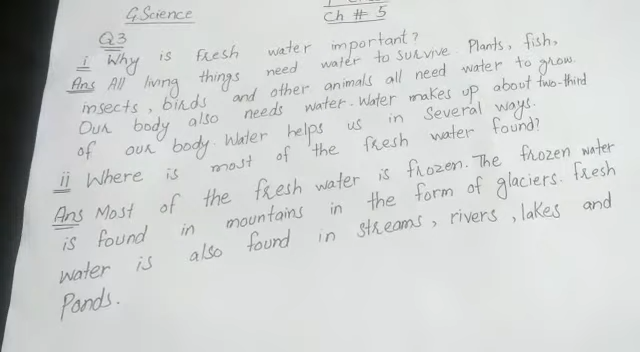 G Science
Ch # 5
Q3
i Why is fresh water important?
Ans All living things need water to survive. Plants, fish,
insects, birds and other animals all need water to grow.
Our body also needs water. Water makes up about two-third
of our body. Water helps us in several ways.
ii Where is most of the fresh water found?
Ans Most of the fresh water is frozen. The frozen water
is found in mountains in the form of glaciers. Fresh
water is also found in streams, rivers, lakes and
Ponds.